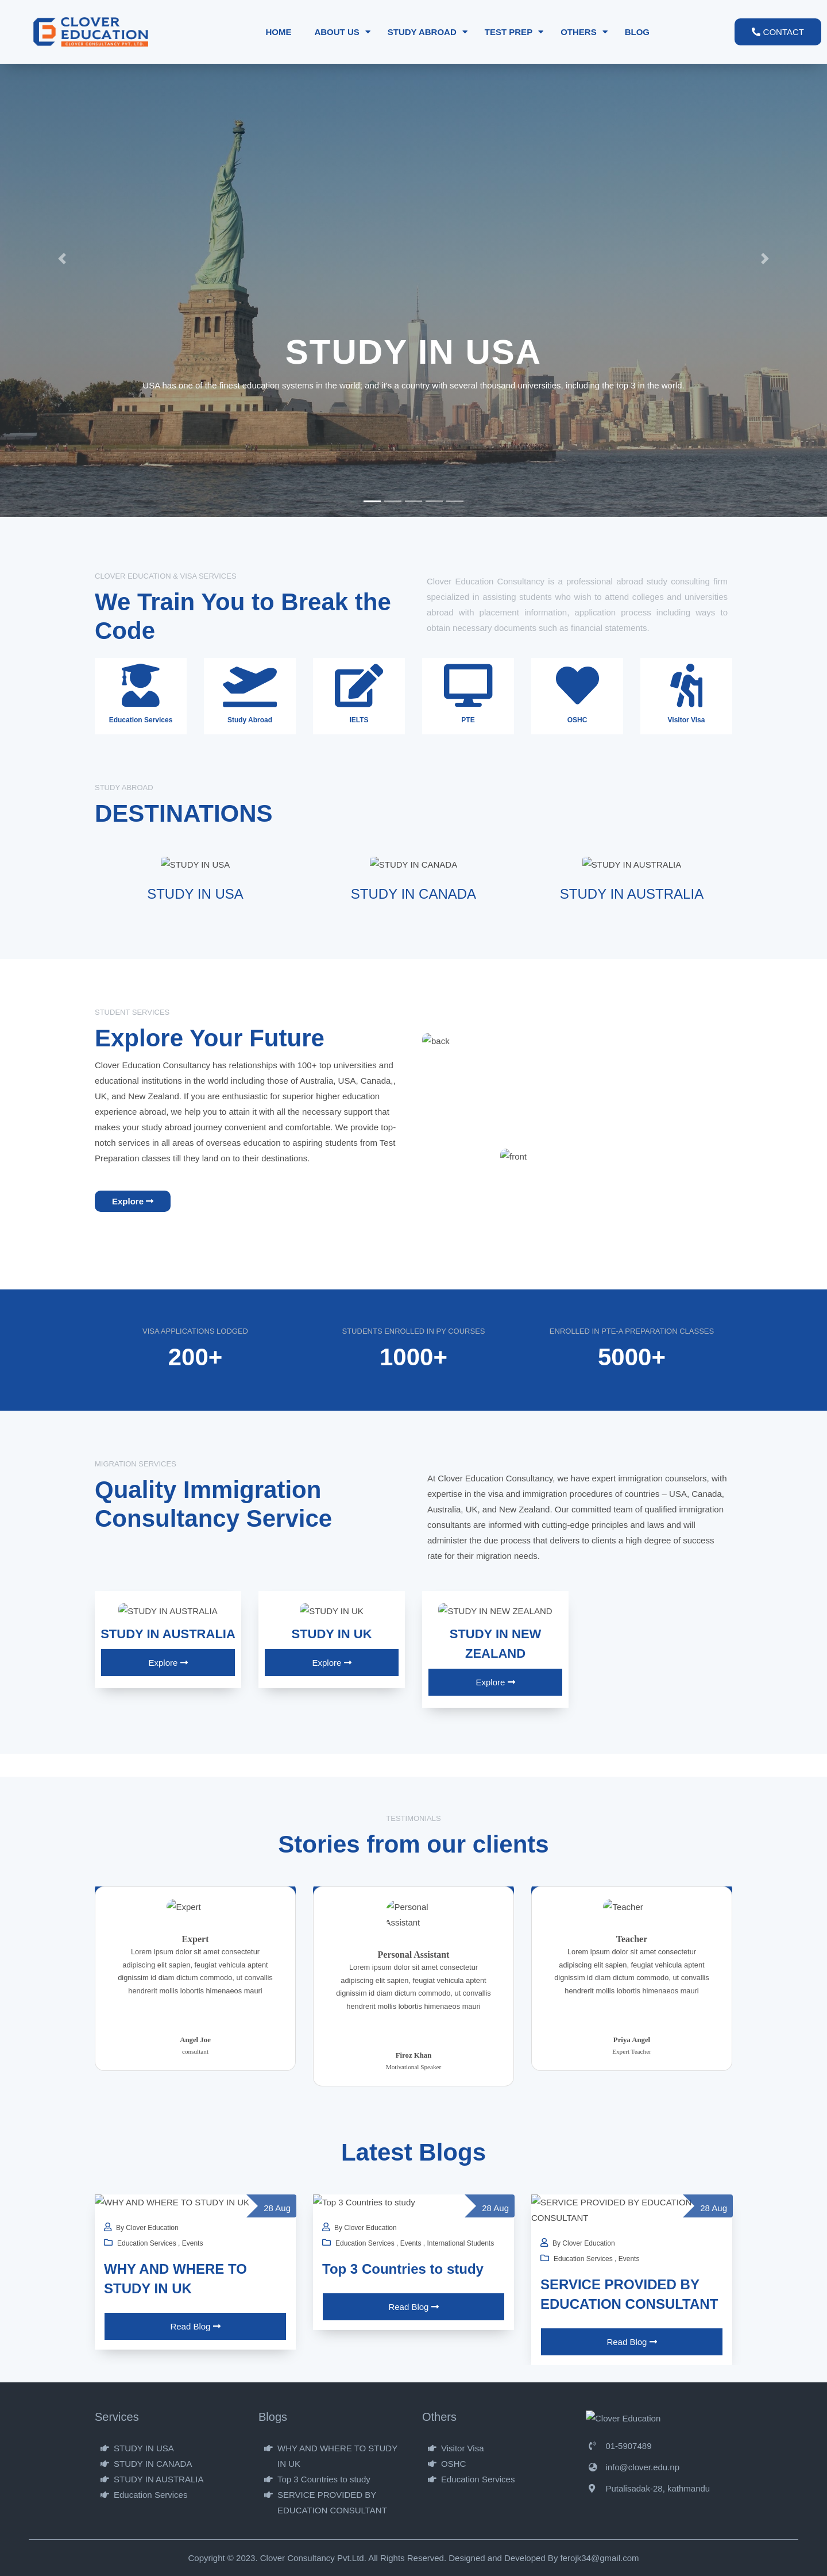 CLOVER
EDUCATION
CLOVER CONSULTANCY PVT. LTD.
HOME
ABOUT US
STUDY ABROAD
TEST PREP
OTHERS
BLOG
CONTACT
STUDY IN USA
USA has one of the finest education systems in the world; and it's a country with several thousand universities, including the top 3 in the world.
CLOVER EDUCATION & VISA SERVICES
We Train You to Break the
Code
Clover Education Consultancy is a professional abroad study consulting firm
specialized in assisting students who wish to attend colleges and universities
abroad with placement information, application process including ways to
obtain necessary documents such as financial statements.
Education Services
Study Abroad
IELTS
PTE
OSHC
Visitor Visa
STUDY ABROAD
DESTINATIONS
STUDY IN USA
STUDY IN CANADA
STUDY IN AUSTRALIA
STUDY IN USA
STUDY IN CANADA
STUDY IN AUSTRALIA
STUDENT SERVICES
Explore Your Future
Clover Education Consultancy has relationships with 100+ top universities and
educational institutions in the world including those of Australia, USA, Canada,,
UK, and New Zealand. If you are enthusiastic for superior higher education
experience abroad, we help you to attain it with all the necessary support that
makes your study abroad journey convenient and comfortable. We provide top-
notch services in all areas of overseas education to aspiring students from Test
Preparation classes till they land on to their destinations.
Explore
back
front
VISA APPLICATIONS LODGED
200+
STUDENTS ENROLLED IN PY COURSES
1000+
ENROLLED IN PTE-A PREPARATION CLASSES
5000+
MIGRATION SERVICES
Quality Immigration
Consultancy Service
At Clover Education Consultancy, we have expert immigration counselors, with
expertise in the visa and immigration procedures of countries – USA, Canada,
Australia, UK, and New Zealand. Our committed team of qualified immigration
consultants are informed with cutting-edge principles and laws and will
administer the due process that delivers to clients a high degree of success
rate for their migration needs.
STUDY IN AUSTRALIA
STUDY IN AUSTRALIA
Explore
STUDY IN UK
STUDY IN UK
Explore
STUDY IN NEW ZEALAND
STUDY IN NEW
ZEALAND
Explore
TESTIMONIALS
Stories from our clients
Expert
Expert
Lorem ipsum dolor sit amet consectetur
adipiscing elit sapien, feugiat vehicula aptent
dignissim id diam dictum commodo, ut convallis
hendrerit mollis lobortis himenaeos mauri
Angel Joe
consultant
Personal
Assistant
Personal Assistant
Lorem ipsum dolor sit amet consectetur
adipiscing elit sapien, feugiat vehicula aptent
dignissim id diam dictum commodo, ut convallis
hendrerit mollis lobortis himenaeos mauri
Firoz Khan
Motivational Speaker
Teacher
Teacher
Lorem ipsum dolor sit amet consectetur
adipiscing elit sapien, feugiat vehicula aptent
dignissim id diam dictum commodo, ut convallis
hendrerit mollis lobortis himenaeos mauri
Priya Angel
Expert Teacher
Latest Blogs
WHY AND WHERE TO STUDY IN UK
28 Aug
By Clover Education
Education Services , Events
WHY AND WHERE TO
STUDY IN UK
Read Blog
Top 3 Countries to study
28 Aug
By Clover Education
Education Services , Events , International Students
Top 3 Countries to study
Read Blog
SERVICE PROVIDED BY EDUCATION
CONSULTANT
28 Aug
By Clover Education
Education Services , Events
SERVICE PROVIDED BY
EDUCATION CONSULTANT
Read Blog
Services
STUDY IN USA
STUDY IN CANADA
STUDY IN AUSTRALIA
Education Services
Blogs
WHY AND WHERE TO STUDY
IN UK
Top 3 Countries to study
SERVICE PROVIDED BY
EDUCATION CONSULTANT
Others
Visitor Visa
OSHC
Education Services
Clover Education
01-5907489
info@clover.edu.np
Putalisadak-28, kathmandu
Copyright © 2023. Clover Consultancy Pvt.Ltd. All Rights Reserved. Designed and Developed By ferojk34@gmail.com